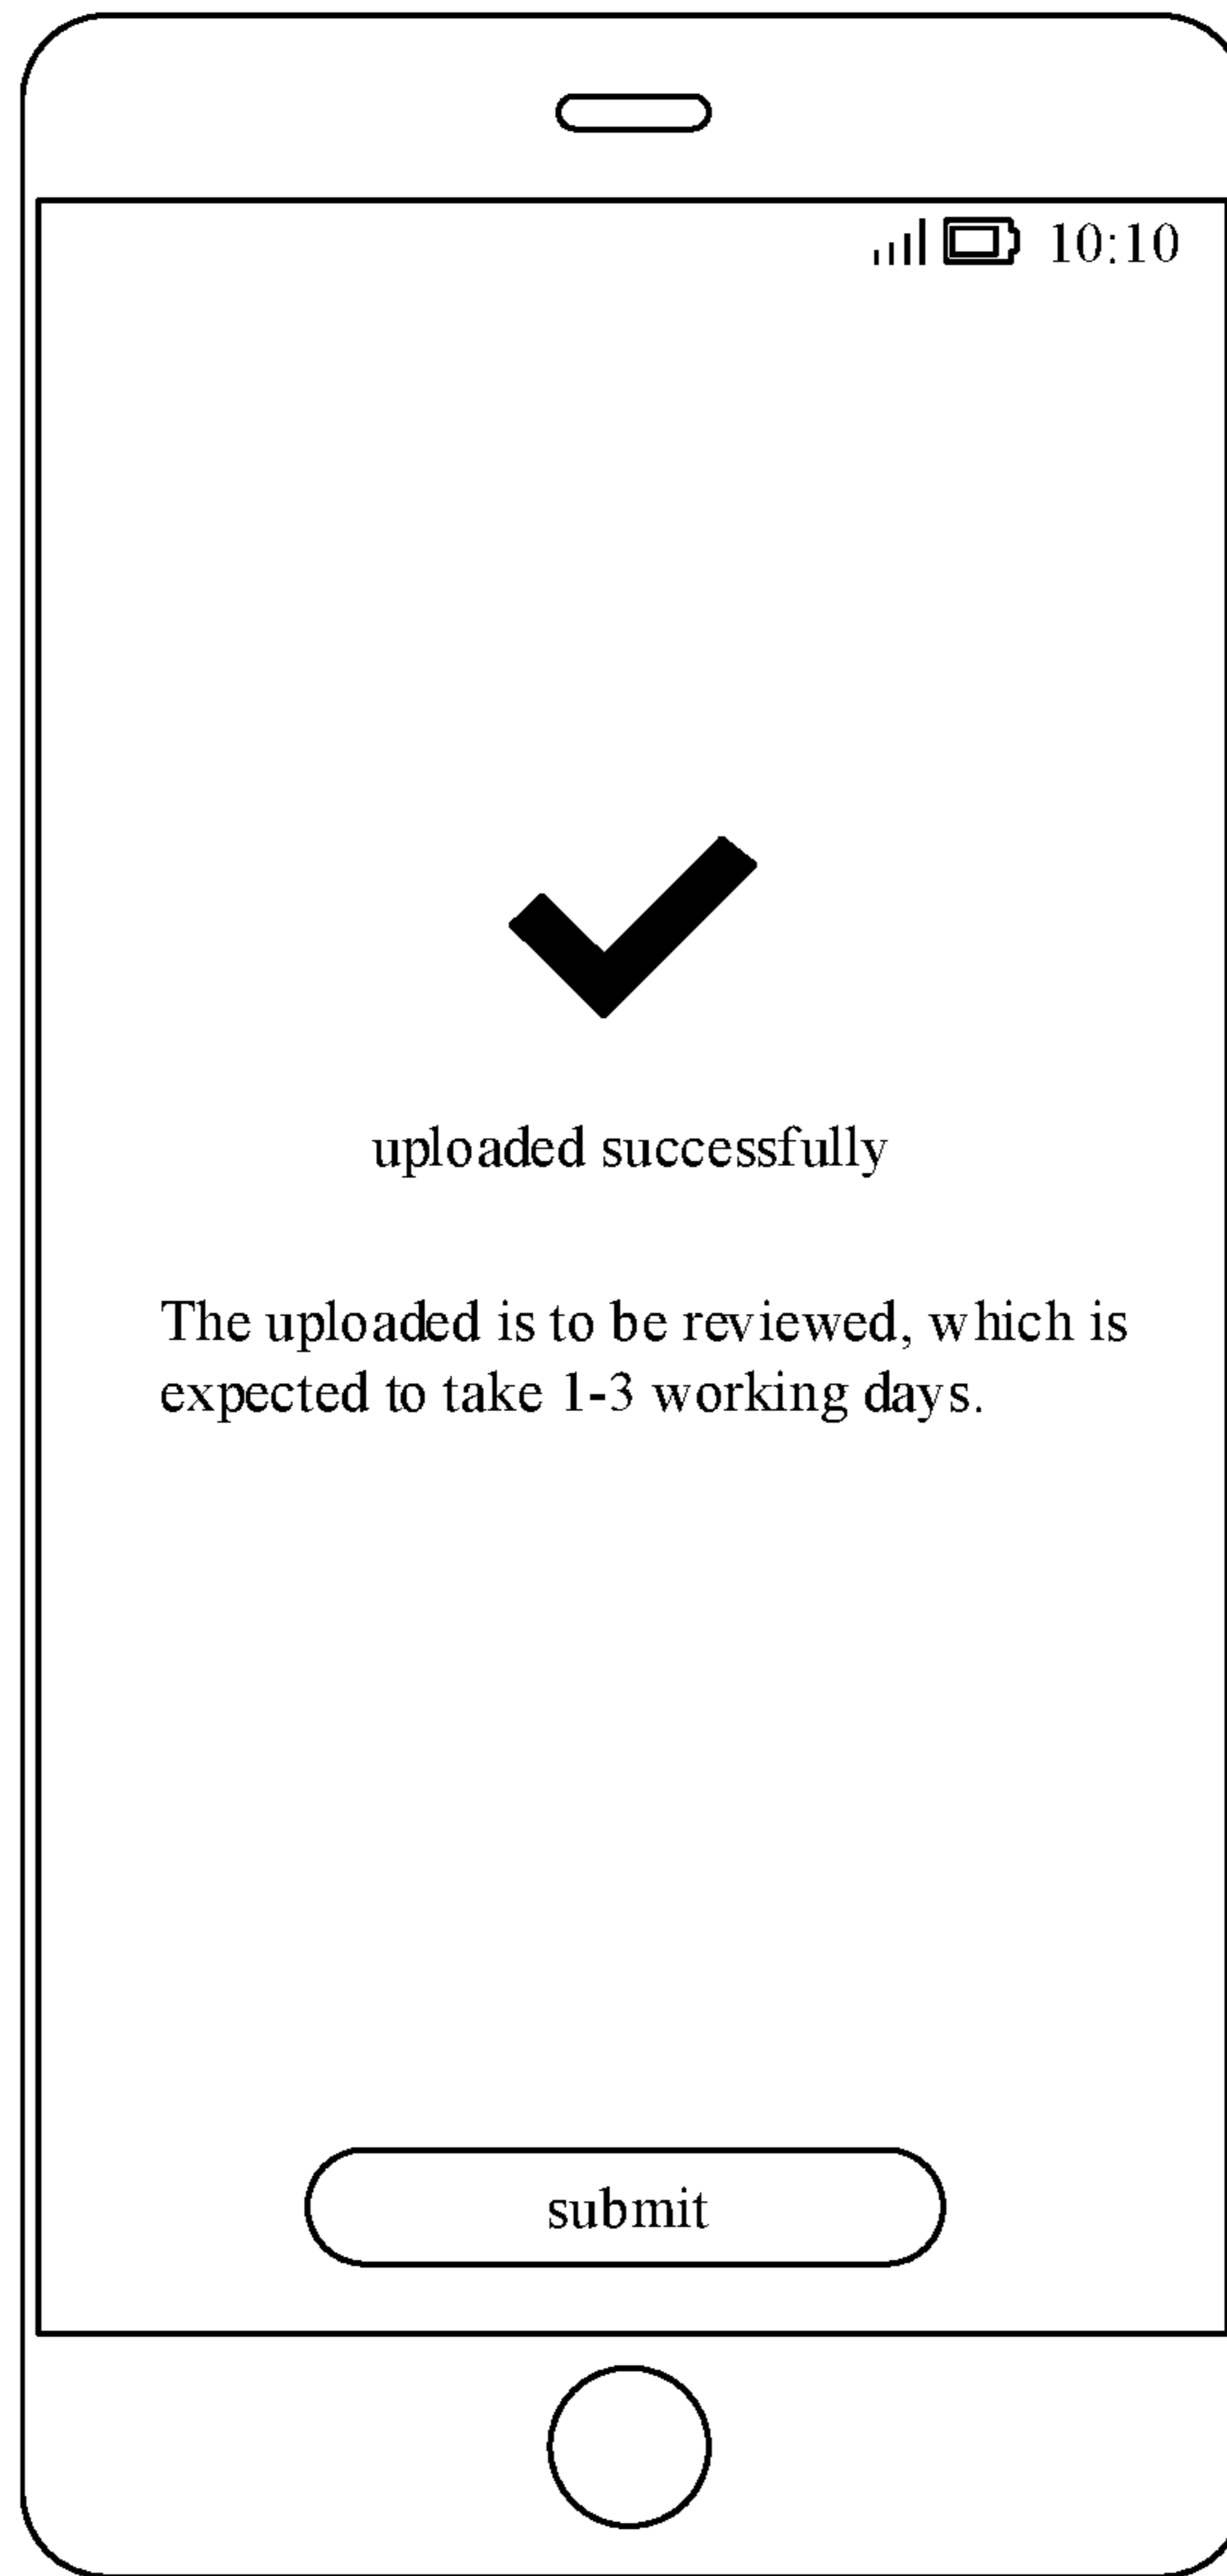 10:10
uploaded successfully
The uploaded is to be reviewed, which is
expected to take 1-3 working days.
submit